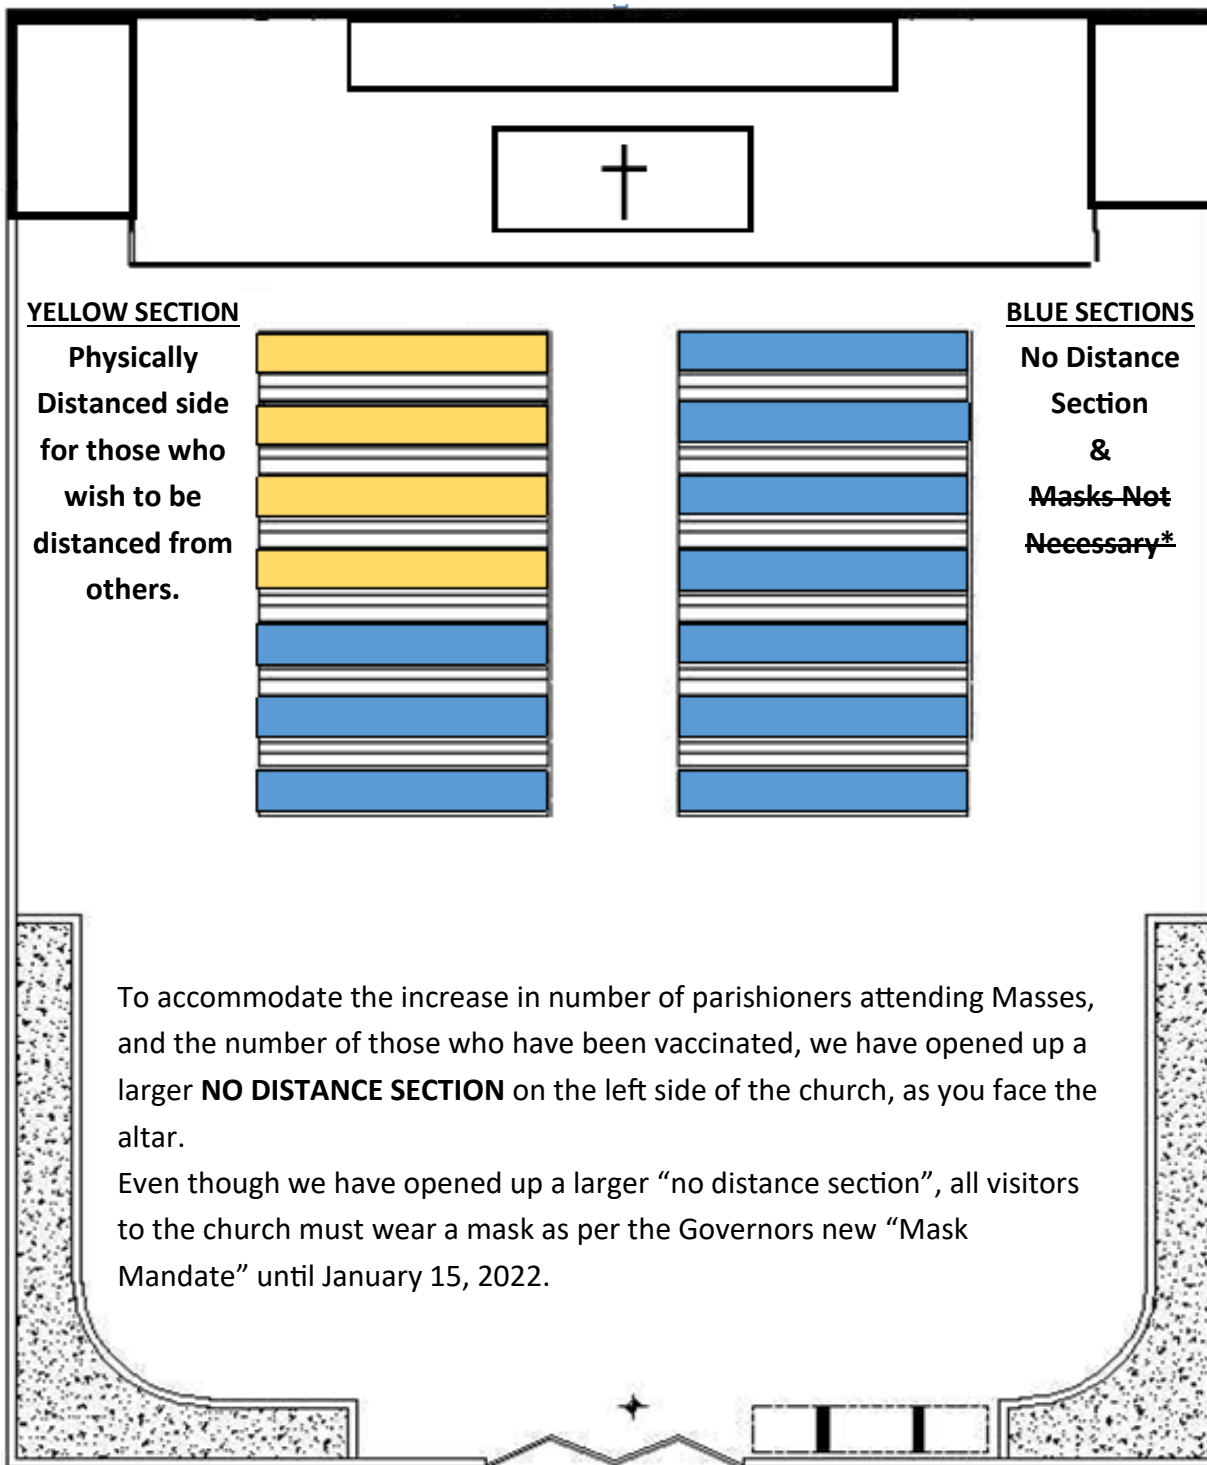 YELLOW SECTION
Physically
Distanced side
for those who
wish to be
distanced from
others.
BLUE SECTIONS
No Distance
Section
&
Masks Not
Necessary*
To accommodate the increase in number of parishioners attending Masses,
and the number of those who have been vaccinated, we have opened up a
larger NO DISTANCE SECTION on the left side of the church, as you face the
altar.
Even though we have opened up a larger “no distance section”, all visitors
to the church must wear a mask as per the Governors new “Mask
Mandate” until January 15, 2022.